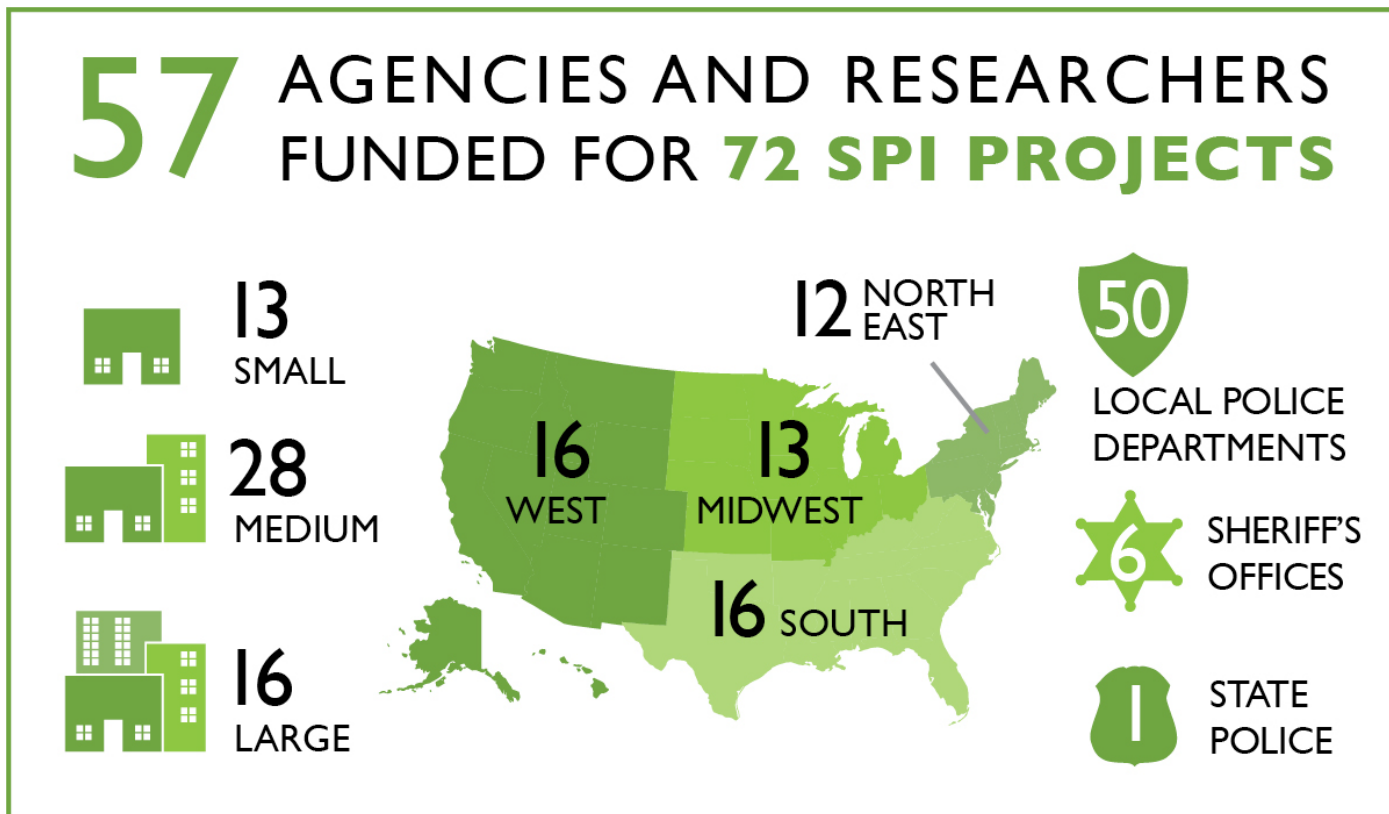 57 AGENCIES AND RESEARCHERS
FUNDED FOR 72 SPI PROJECTS
13
SMALL
28
MEDIUM
16
LARGE
12 NORTH
EAST
16
WEST
13
MIDWEST
16 SOUTH
50
LOCAL POLICE
DEPARTMENTS
6
SHERIFF'S
OFFICES
1
STATE
POLICE